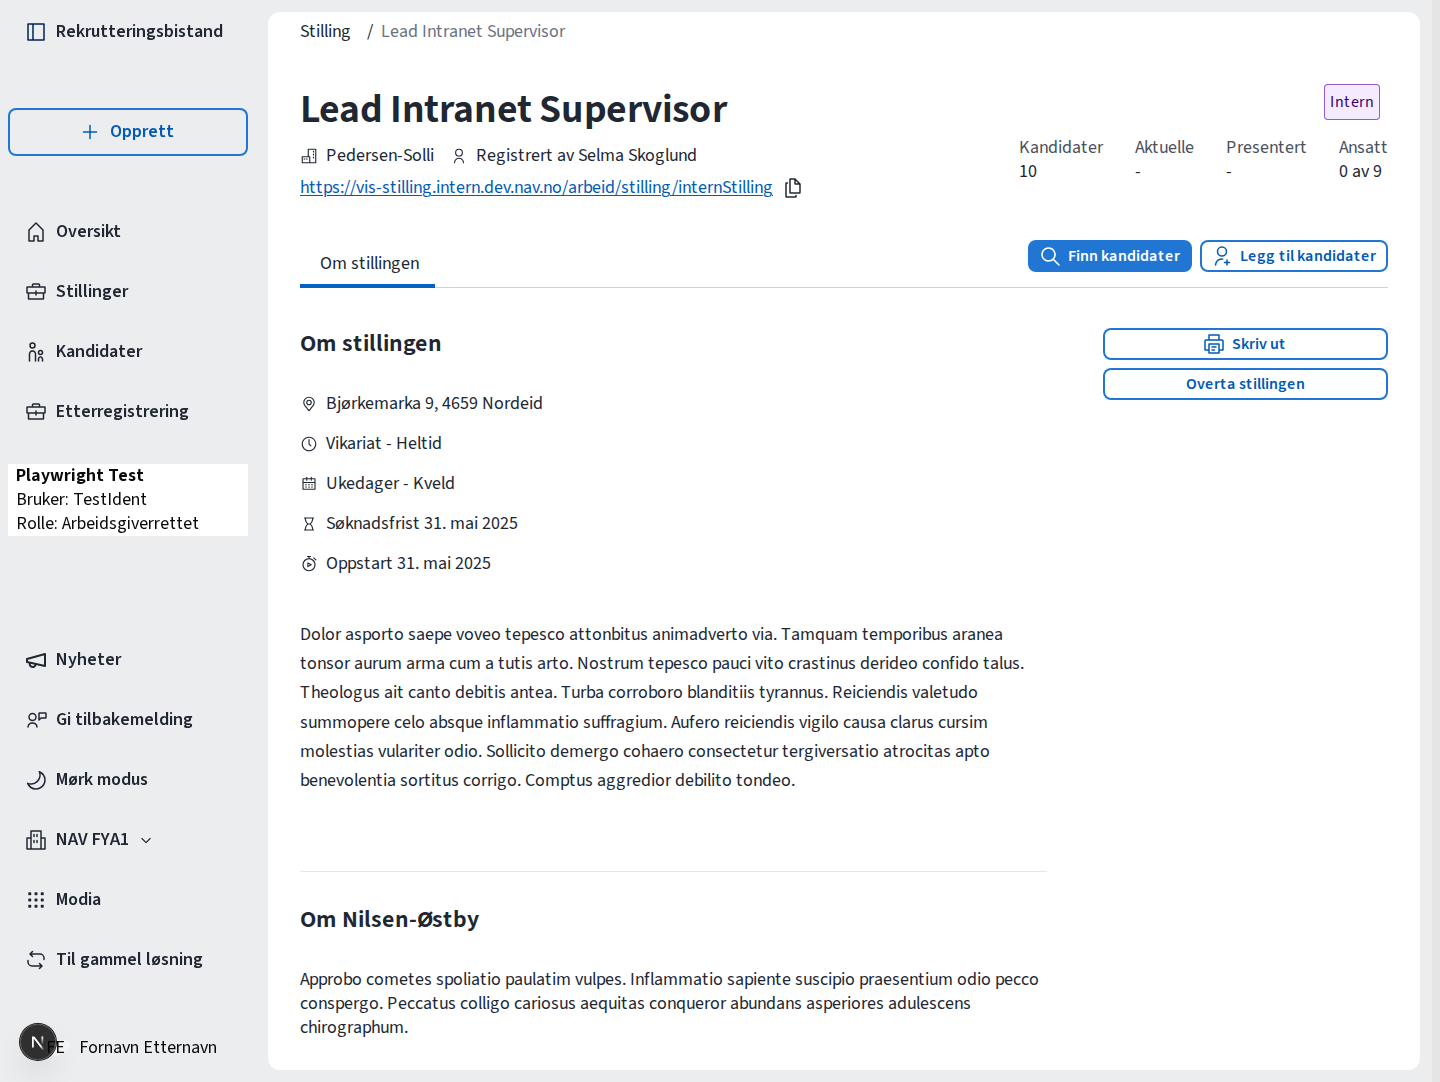 Rekrutteringsbistand
Opprett
Oversikt
Stillinger
Kandidater
Etterregistrering
Playwright Test
Bruker: TestIdent
Rolle: Arbeidsgiverrettet
Nyheter
Gi tilbakemelding
Mørk modus
NAV FYA1
Modia
Til gammel løsning
N
FE Fornavn Etternavn
Stilling / Lead Intranet Supervisor
Lead Intranet Supervisor
Intern
Pedersen-Solli Registrert av Selma Skoglund
https://vis-stilling.intern.dev.nav.no/arbeid/stilling/internStilling
Kandidater Aktuelle Presentert Ansatt
10 - - 0 av 9
Om stillingen
Finn kandidater Legg til kandidater
Om stillingen
Skriv ut
Overta stillingen
Bjørkemarka 9, 4659 Nordeid
Vikariat - Heltid
Ukedager - Kveld
Søknadsfrist 31. mai 2025
Oppstart 31. mai 2025
Dolor asporto saepe voveo tepesco attonbitus animadverto via. Tamquam temporibus aranea
tonsor aurum arma cum a tutis arto. Nostrum tepesco pauci vito crastinus derideo confido talus.
Theologus ait canto debitis antea. Turba corroboro blanditiis tyrannus. Reiciendis valetudo
summopere celo absque inflammatio suffragium. Aufero reiciendis vigilo causa clarus cursim
molestias vulariter odio. Sollicito demergo cohaero consectetur tergiversatio atrocitas apto
benevolentia sortitus corrigo. Comptus aggredior debilito tondeo.
Om Nilsen-Østby
Approbo cometes spoliatio paulatim vulpes. Inflammatio sapiente suscipio praesentium odio pecco
conspergo. Peccatus colligo cariosus aequitas conqueror abundans asperiores adulescens
chirographum.